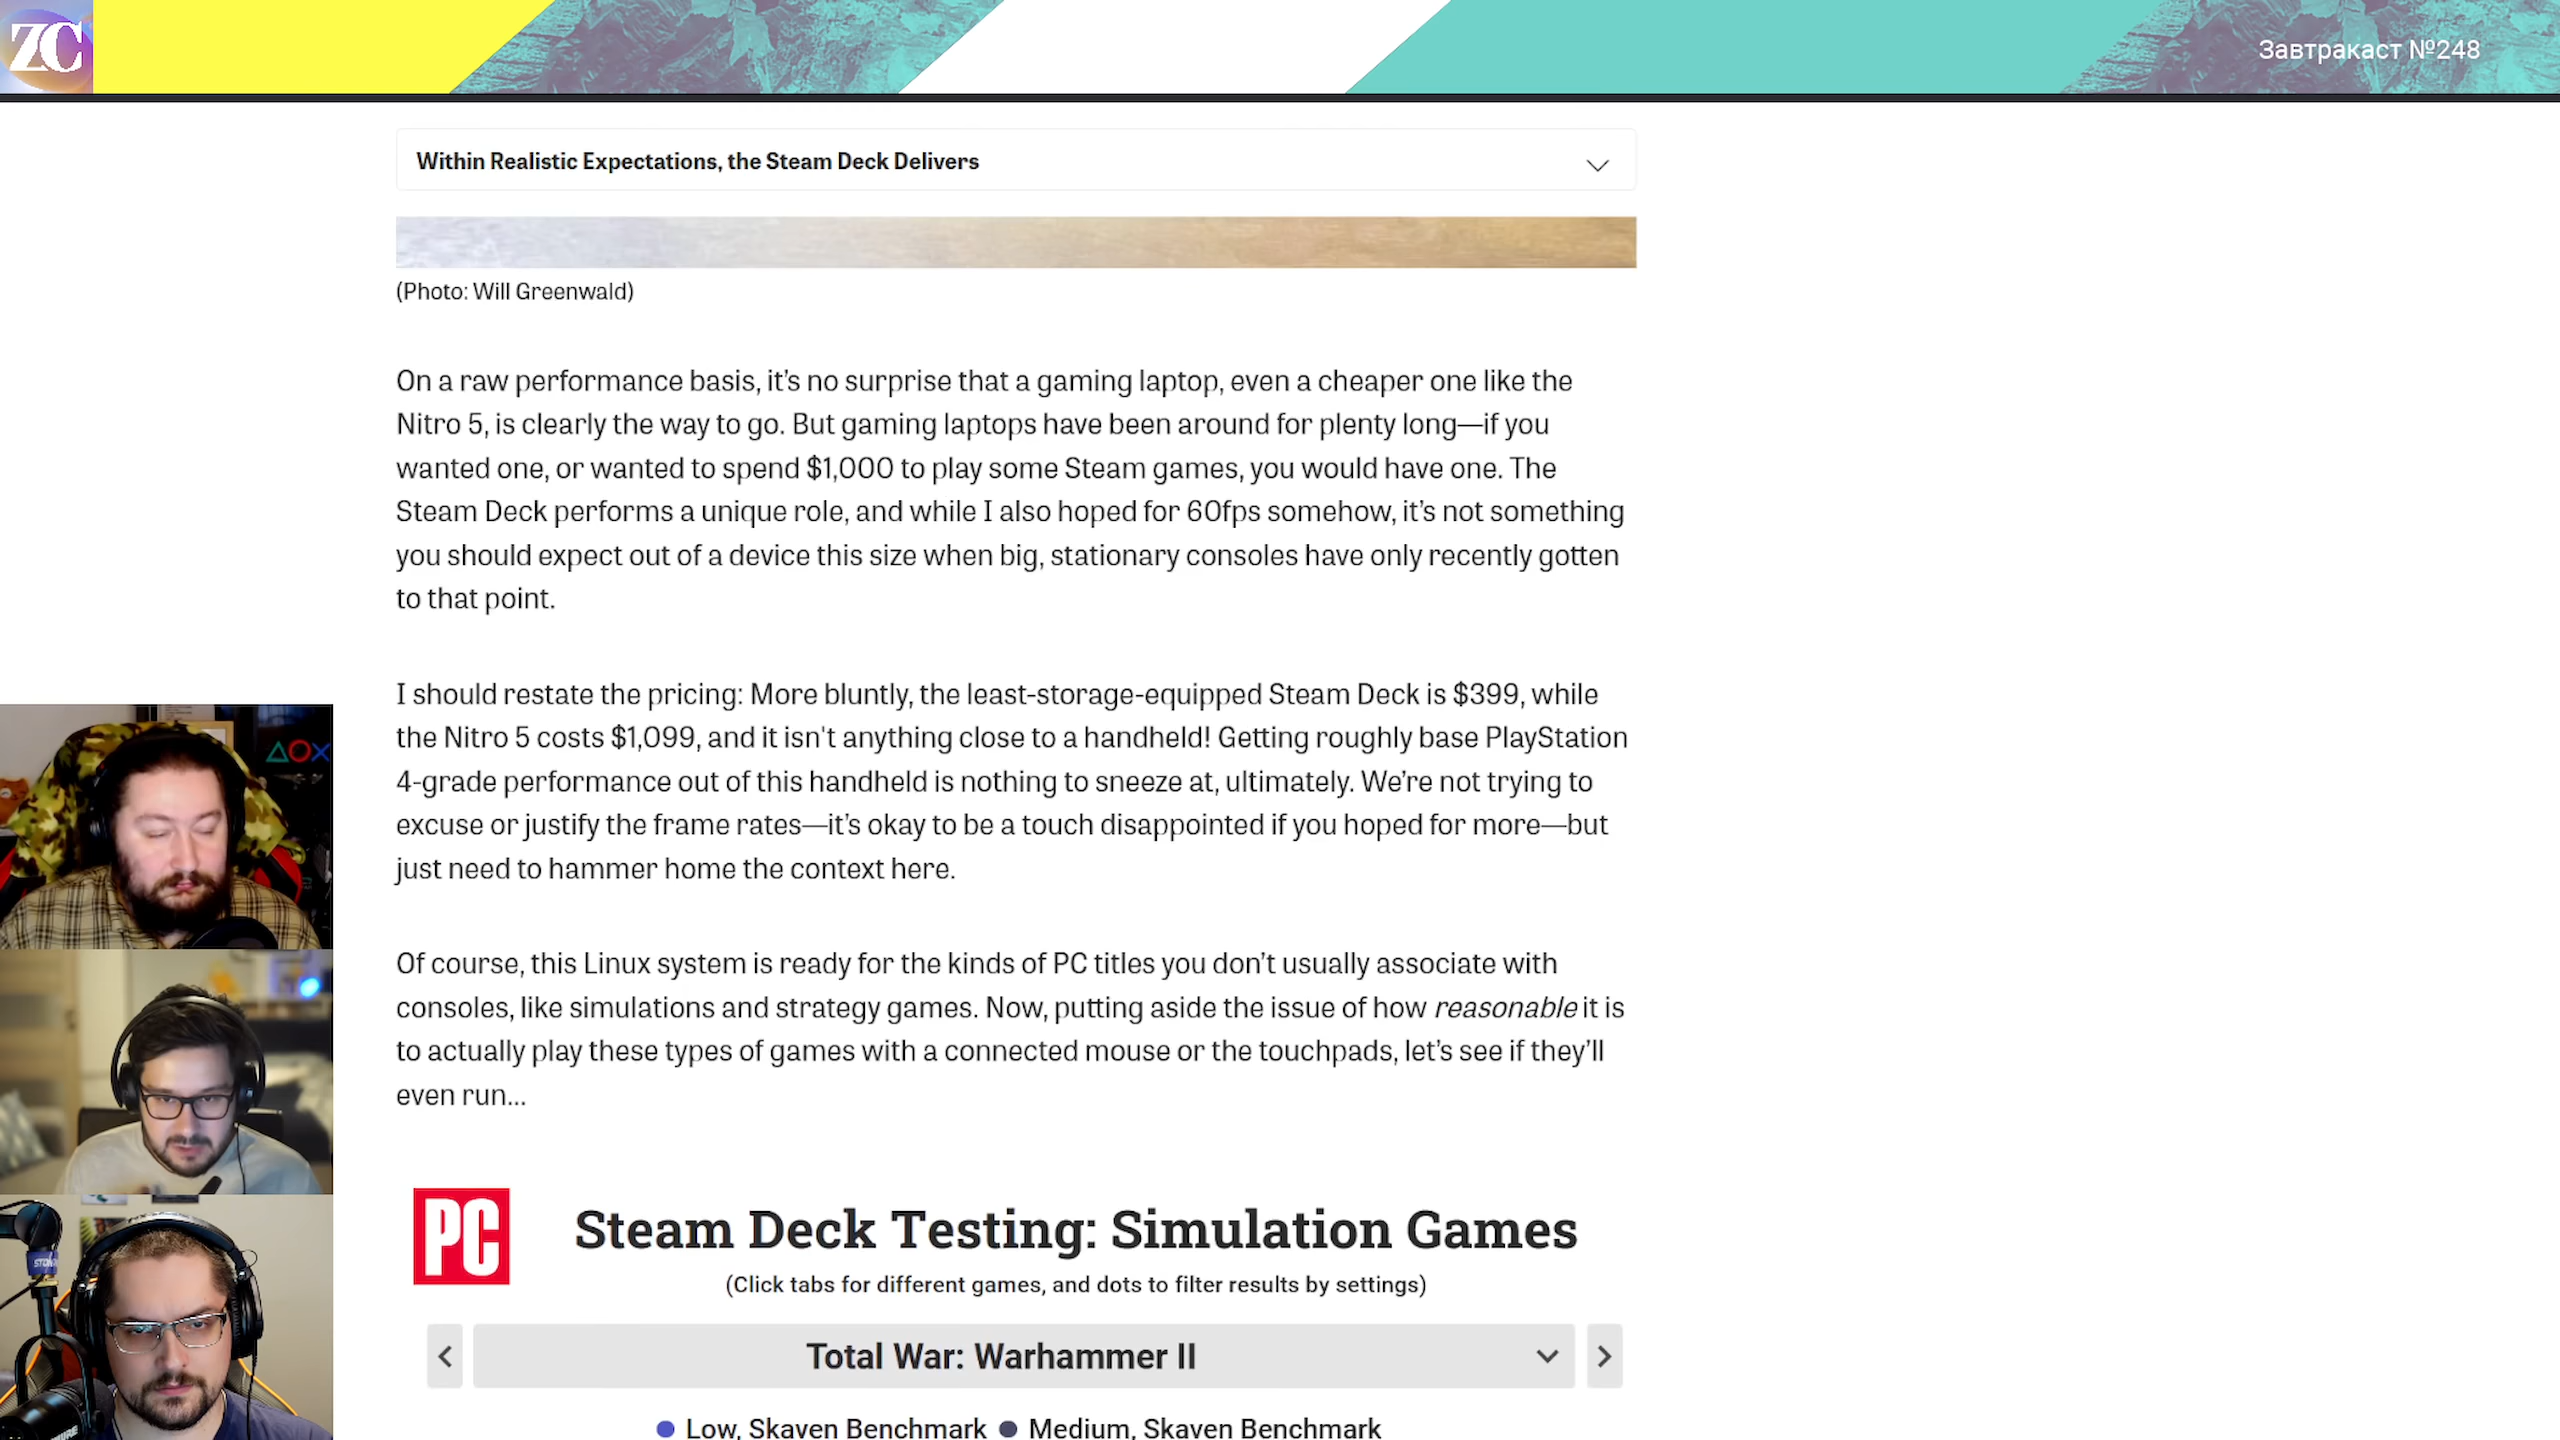 ZC
Завтракаст №248
Within Realistic Expectations, the Steam Deck Delivers
(Photo: Will Greenwald)
On a raw performance basis, it's no surprise that a gaming laptop, even a cheaper one like the
Nitro 5, is clearly the way to go. But gaming laptops have been around for plenty long—if you
wanted one, or wanted to spend $1,000 to play some Steam games, you would have one. The
Steam Deck performs a unique role, and while I also hoped for 60fps somehow, it's not something
you should expect out of a device this size when big, stationary consoles have only recently gotten
to that point.
I should restate the pricing: More bluntly, the least-storage-equipped Steam Deck is $399, while
the Nitro 5 costs $1,099, and it isn't anything close to a handheld! Getting roughly base PlayStation
4-grade performance out of this handheld is nothing to sneeze at, ultimately. We're not trying to
excuse or justify the frame rates—it's okay to be a touch disappointed if you hoped for more—but
just need to hammer home the context here.
Of course, this Linux system is ready for the kinds of PC titles you don't usually associate with
consoles, like simulations and strategy games. Now, putting aside the issue of how reasonable it is
to actually play these types of games with a connected mouse or the touchpads, let's see if they'll
even run...
PC
Steam Deck Testing: Simulation Games
(Click tabs for different games, and dots to filter results by settings)
Total War: Warhammer II
Low, Skaven Benchmark Medium, Skaven Benchmark